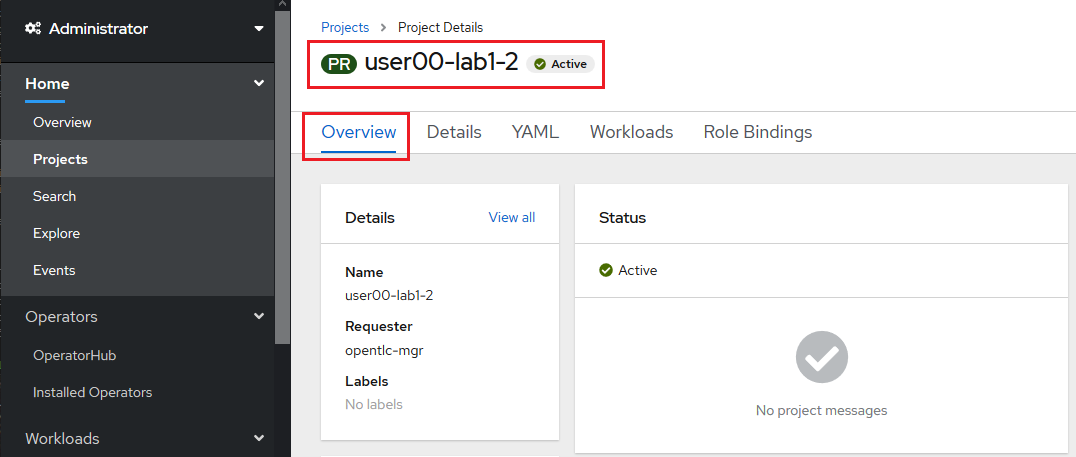 Administrator
Home
Overview
Projects
Search
Explore
Events
Operators
OperatorHub
Installed Operators
Workloads
Projects > Project Details
PR user00-lab1-2 Active
Overview Details YAML Workloads Role Bindings
Details View all
Name
user00-lab1-2
Requester
opentlc-mgr
Labels
No labels
Status
Active
No project messages